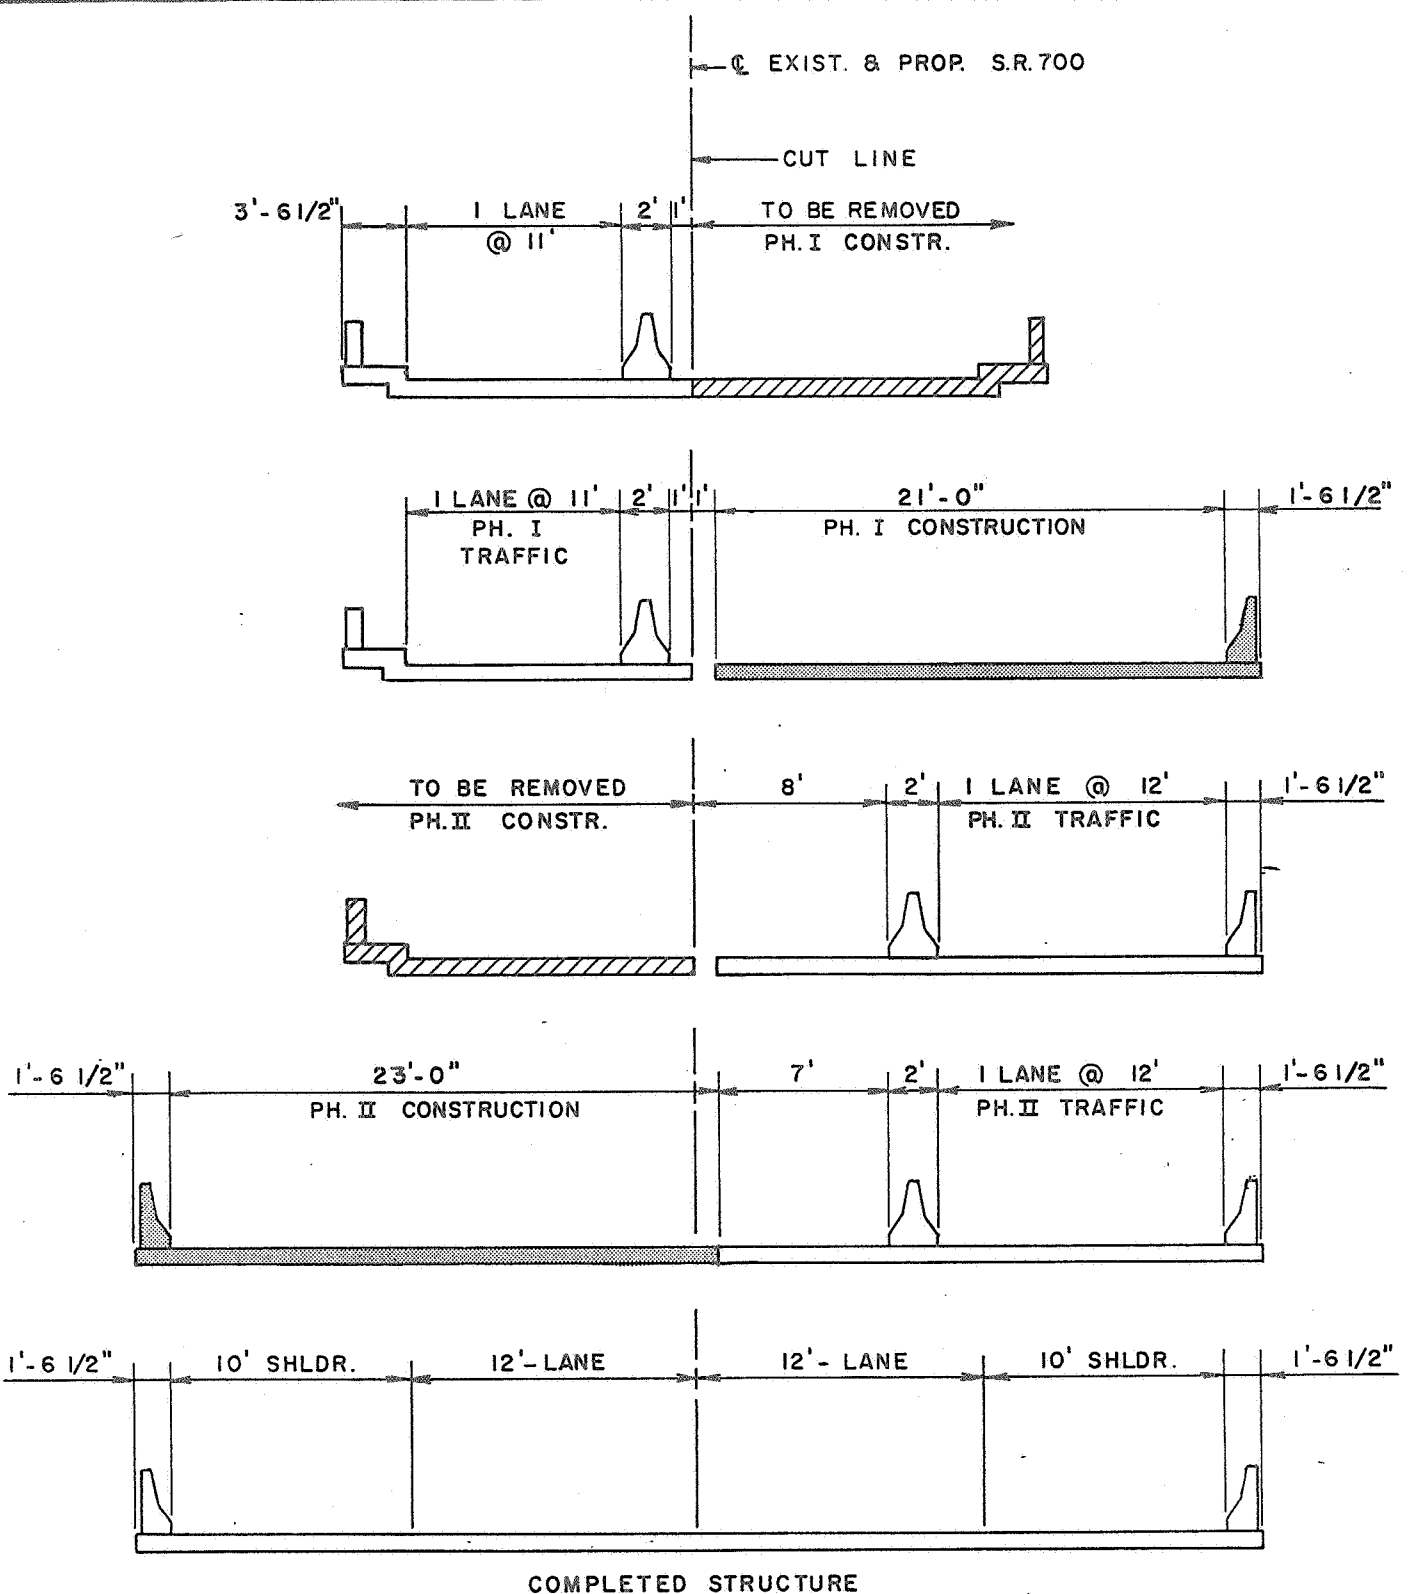 ℄ EXIST. & PROP. S.R. 700
CUT LINE
3'-6 1/2" 1 LANE 2' 1' TO BE REMOVED
@ 11' PH. I CONSTR.
1 LANE @ 11' 2' 1' 1' 21'-0" 1'-6 1/2"
PH. I PH. I CONSTRUCTION
TRAFFIC
TO BE REMOVED 8' 2' 1 LANE @ 12' 1'-6 1/2"
PH. II CONSTR. PH. II TRAFFIC
1'-6 1/2" 23'-0" 7' 2' 1 LANE @ 12' 1'-6 1/2"
PH. II CONSTRUCTION PH. II TRAFFIC
1'-6 1/2" 10' SHLDR. 12'-LANE 12'-LANE 10' SHLDR. 1'-6 1/2"
COMPLETED STRUCTURE